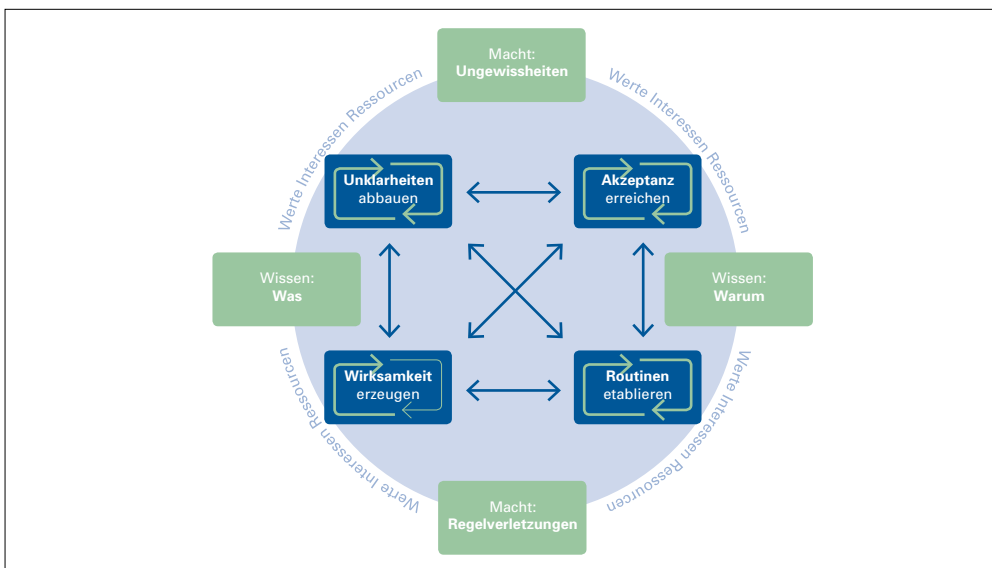 Macht:
Ungewissheiten
Werte Interessen Ressourcen
Werte Interessen Ressourcen
Unklarheiten
abbauen
Akzeptanz
erreichen
Wissen:
Was
Wissen:
Warum
Wirksamkeit
erzeugen
Routinen
etablieren
Werte Interessen Ressourcen
Werte Interessen Ressourcen
Macht:
Regelverletzungen